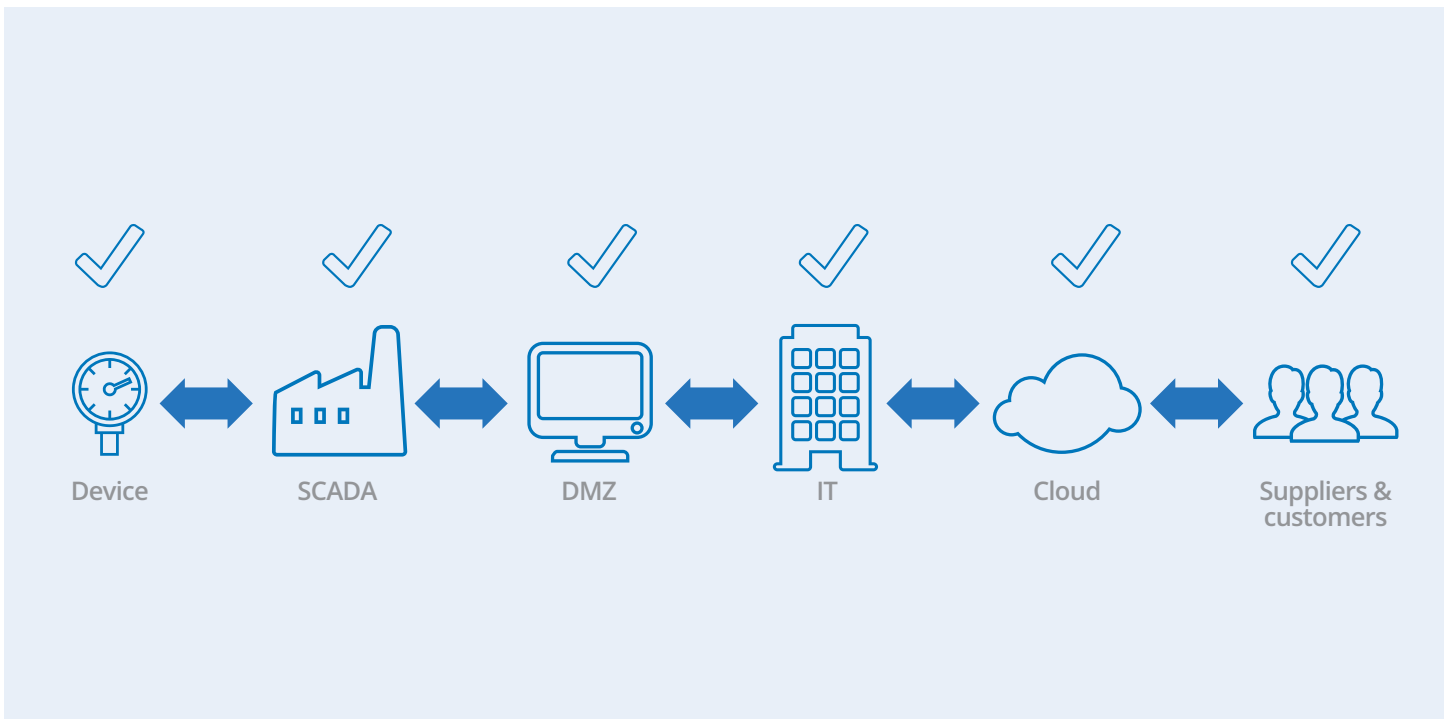 Device
SCADA
DMZ
IT
Cloud
Suppliers &
customers